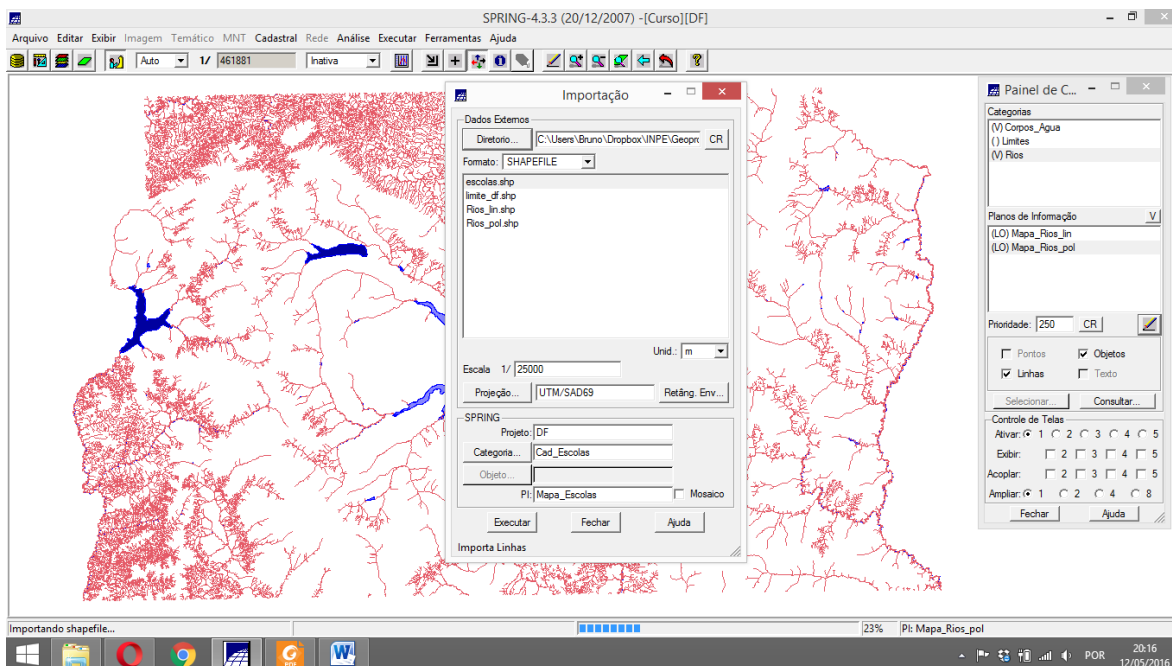 SPRING-4.3.3 (20/12/2007) -[Curso][DF]
Arquivo Editar Exibir Imagem Temático MNT Cadastral Rede Análise Executar Ferramentas Ajuda
Auto 1/ 461881 Inativa
Importação
Dados Externos
Diretorio... C:\Users\Bruno\Dropbox\INPE\Geopro CR
Formato: SHAPEFILE
escolas.shp
limite_df.shp
Rios_lin.shp
Rios_pol.shp
Unid.: m
Escala 1/ 25000
Projeção... UTM/SAD69 Retâng. Env...
SPRING
Projeto: DF
Categoria... Cad_Escolas
Objeto...
PI: Mapa_Escolas Mosaico
Executar Fechar Ajuda
Importa Linhas
Painel de C...
Categorias
(V) Corpos_Agua
( ) Limites
(V) Rios
Planos de Informação V
(LO) Mapa_Rios_lin
(LO) Mapa_Rios_pol
Prioridade: 250 CR
Pontos Objetos
Linhas Texto
Selecionar... Consultar...
Controle de Telas
Ativar: 1 2 3 4 5
Exibir: 2 3 4 5
Acoplar: 2 3 4 5
Ampliar: 1 2 4 8
Fechar Ajuda
Importando shapefile... 23% PI: Mapa_Rios_pol
POR 20:16
12/05/2016